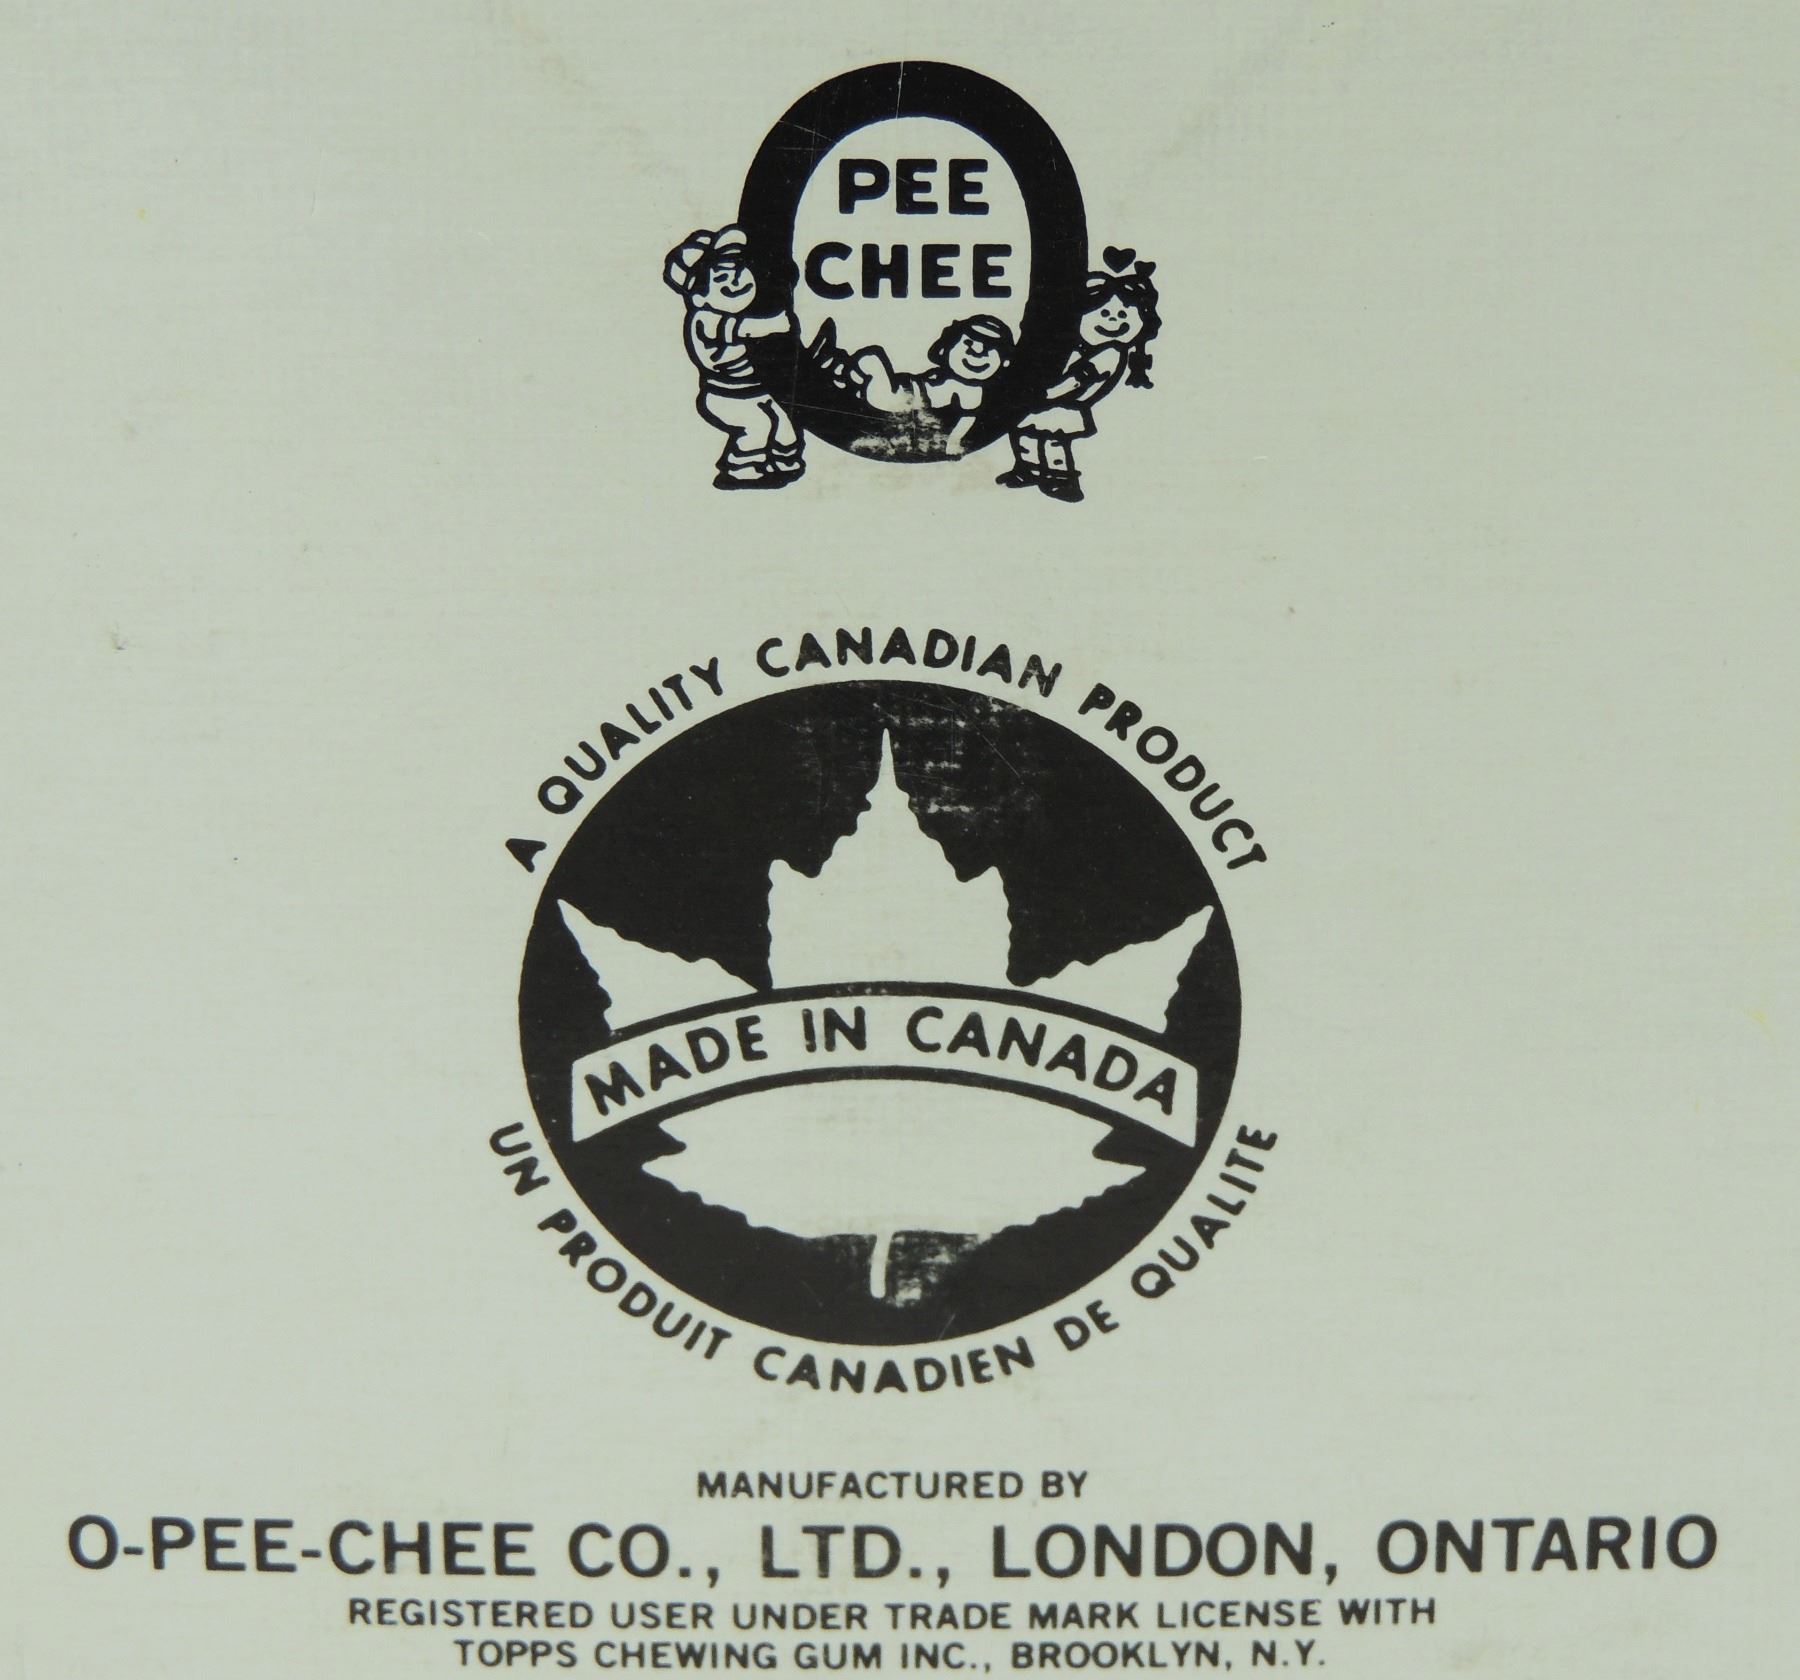 O
PEE
CHEE
A QUALITY CANADIAN PRODUCT
MADE IN CANADA
UN PRODUIT CANADIEN DE QUALITE
MANUFACTURED BY
O-PEE-CHEE CO., LTD., LONDON, ONTARIO
REGISTERED USER UNDER TRADE MARK LICENSE WITH
TOPPS CHEWING GUM INC., BROOKLYN, N.Y.